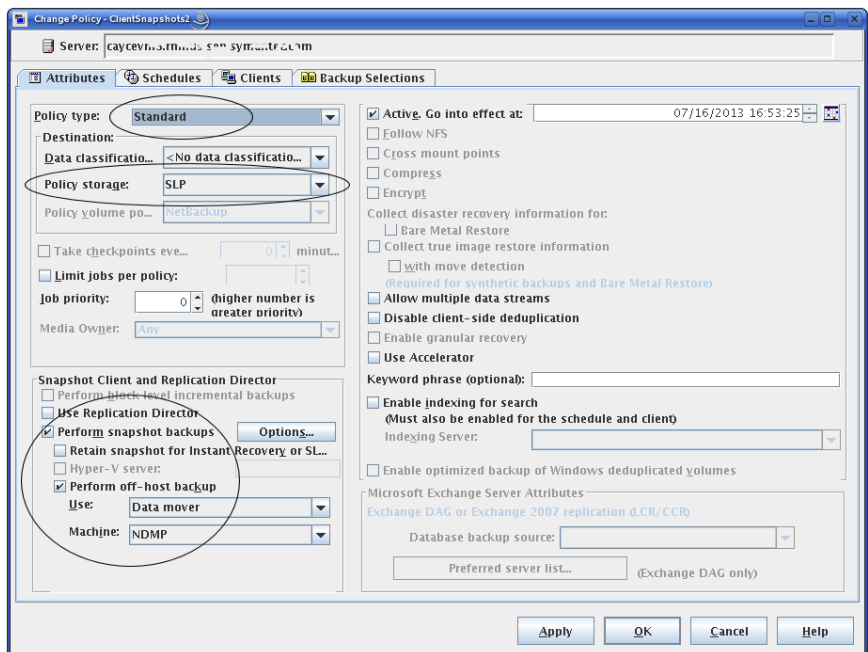 Change Policy - ClientSnapshots2
Server:
Attributes Schedules Clients Backup Selections
Policy type: Standard
Destination:
Data classificatio... <No data classificatio...
Policy storage: SLP
Policy volume po... NetBackup
Take checkpoints eve... 0 minut...
Limit jobs per policy:
Job priority: 0 (higher number is
greater priority)
Media Owner: Any
Snapshot Client and Replication Director
Perform block level incremental backups
Use Replication Director
Perform snapshot backups Options...
Retain snapshot for Instant Recovery or SL...
Hyper-V server:
Perform off-host backup
Use: Data mover
Machine: NDMP
Active. Go into effect at: 07/16/2013 16:53:25
Follow NFS
Cross mount points
Compress
Encrypt
Collect disaster recovery information for:
Bare Metal Restore
Collect true image restore information
with move detection
(Required for synthetic backups and Bare Metal Restore)
Allow multiple data streams
Disable client-side deduplication
Enable granular recovery
Use Accelerator
Keyword phrase (optional):
Enable indexing for search
(Must also be enabled for the schedule and client)
Indexing Server:
Enable optimized backup of Windows deduplicated volumes
Microsoft Exchange Server Attributes
Exchange DAG or Exchange 2007 replication (LCR/CCR)
Database backup source:
Preferred server list... (Exchange DAG only)
Apply OK Cancel Help